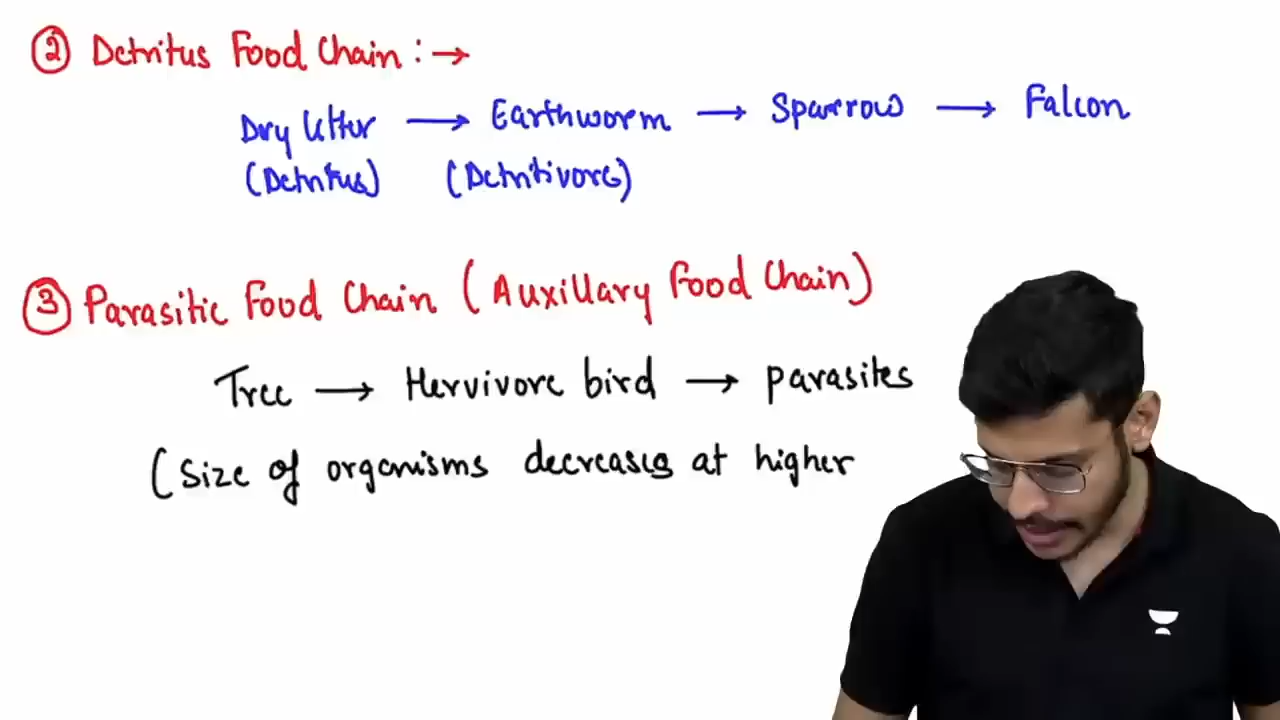 ② Detritus Food Chain :→
Dry litter → Earthworm → Sparrow → Falcon
(Detritus) (Detritivore)
③ Parasitic Food Chain (Auxillary Food Chain)
Tree → Hervivore bird → parasites
(Size of organisms decreases at higher